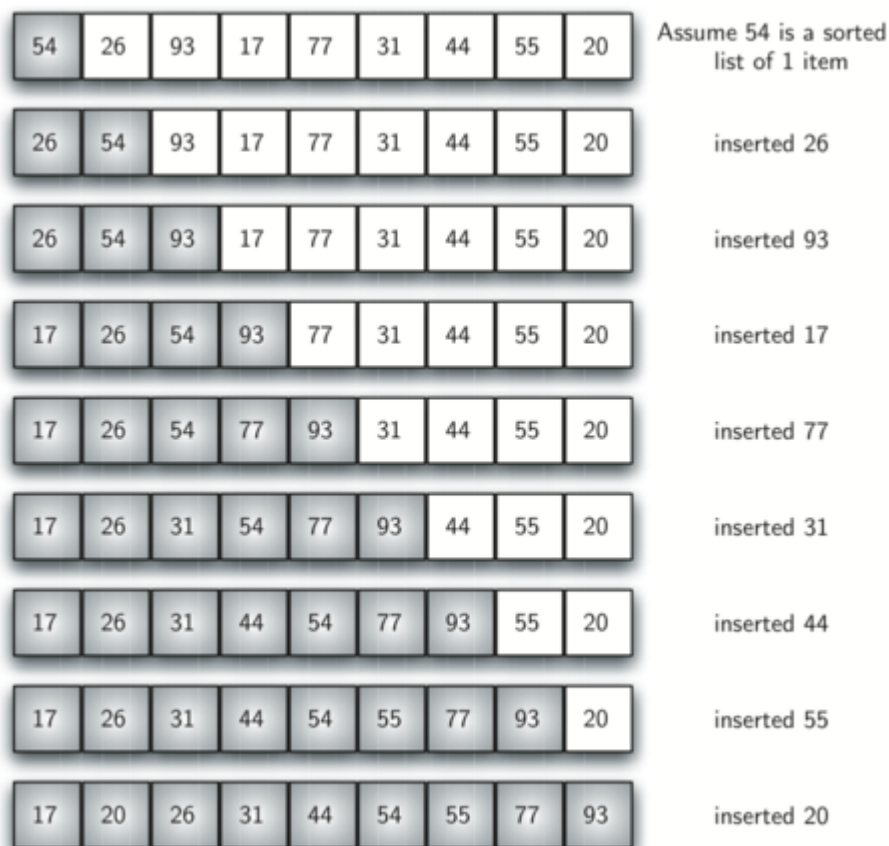 54 26 93 17 77 31 44 55 20 Assume 54 is a sorted
list of 1 item
26 54 93 17 77 31 44 55 20 inserted 26
26 54 93 17 77 31 44 55 20 inserted 93
17 26 54 93 77 31 44 55 20 inserted 17
17 26 54 77 93 31 44 55 20 inserted 77
17 26 31 54 77 93 44 55 20 inserted 31
17 26 31 44 54 77 93 55 20 inserted 44
17 26 31 44 54 55 77 93 20 inserted 55
17 20 26 31 44 54 55 77 93 inserted 20